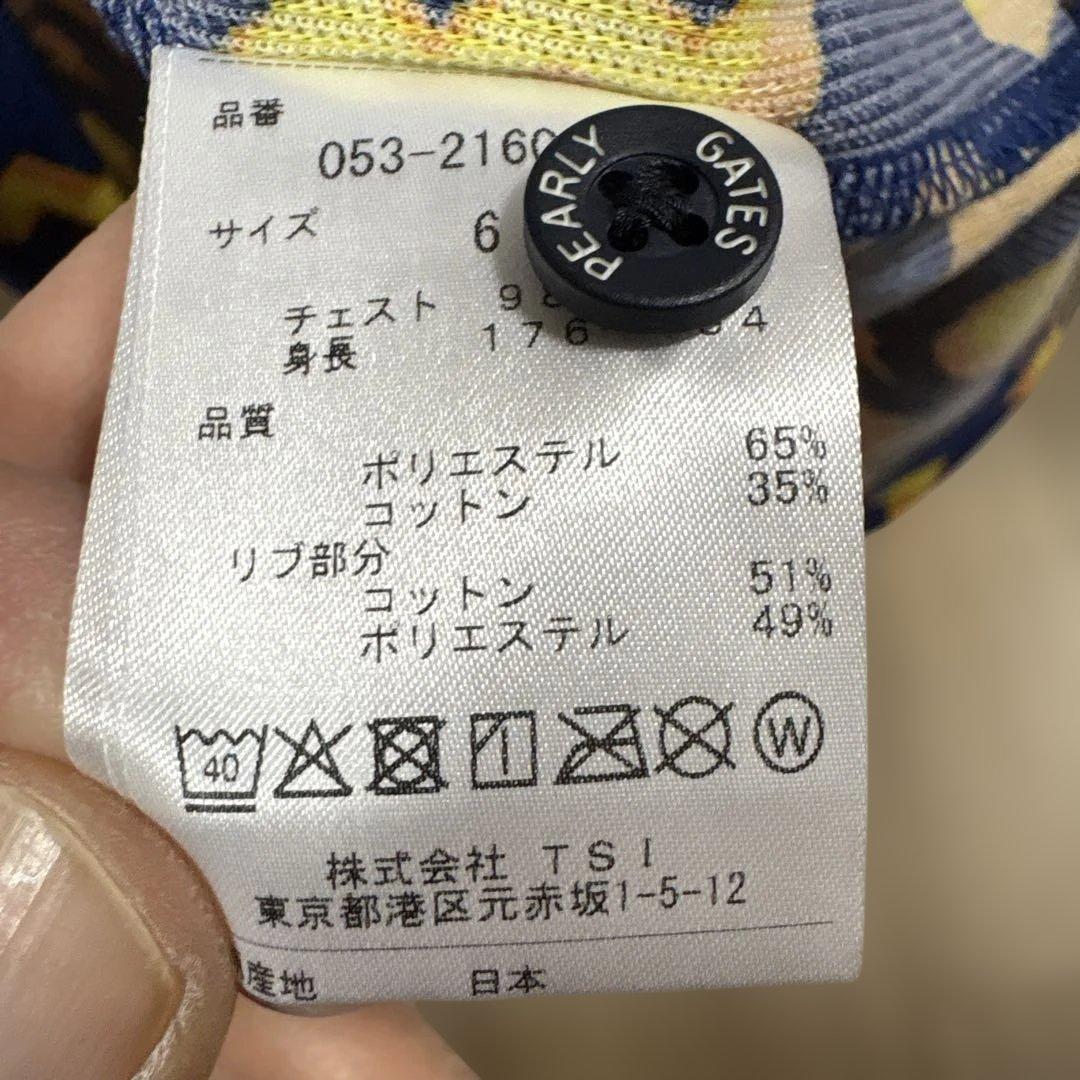 品番
053-2160
PEARLY GATES
サイズ 6
チェスト 98
身長 176 84
品質
ポリエステル 65%
コットン 35%
リブ部分
コットン 51%
ポリエステル 49%
40
W
株式会社 TSI
東京都港区元赤坂1-5-12
産地 日本